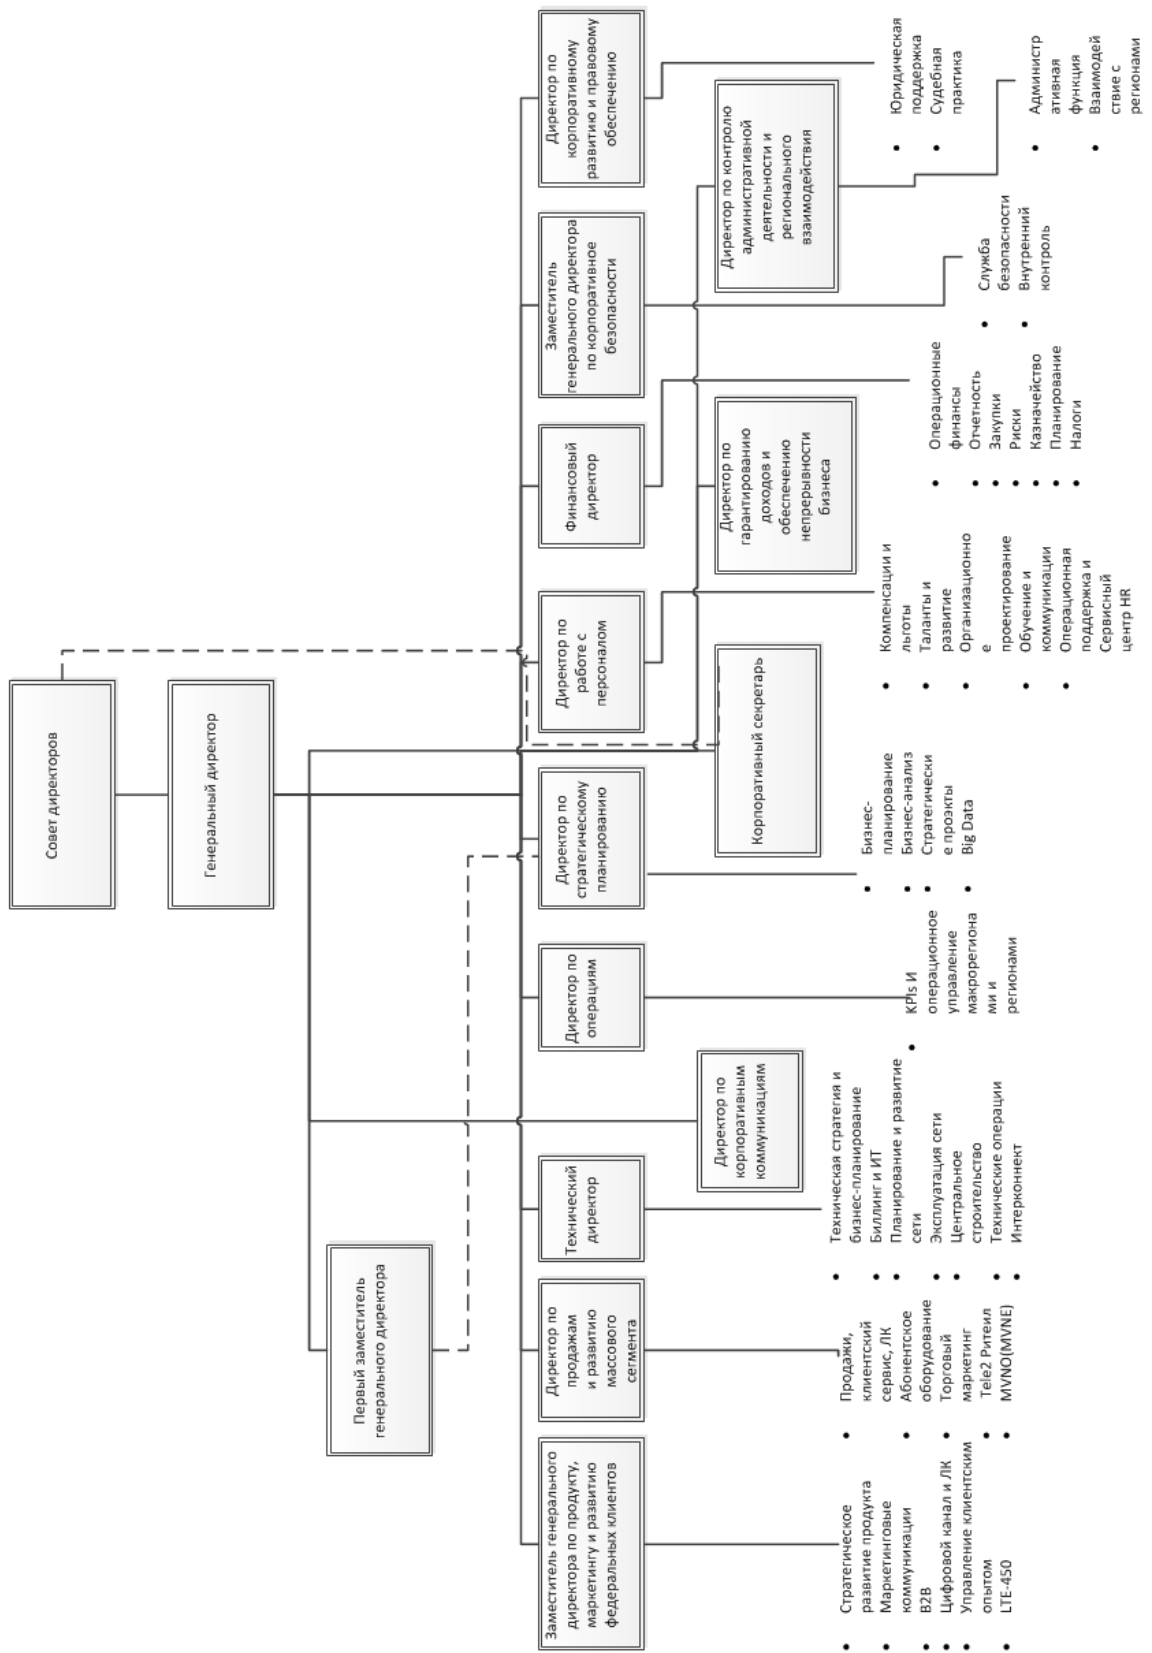 Совет директоров
Генеральный директор
Первый заместитель
генерального директора
Заместитель генерального
директора по продукту,
маркетингу и развитию
федеральных клиентов
Директор по
продажам
и развитию
массового
сегмента
Технический
директор
Директор по
операциям
Директор по
стратегическому
планированию
Директор по
работе с
персоналом
Финансовый
директор
Заместитель
генерального директора
по корпоративное
безопасности
Директор по
корпоративному
развитию и правовому
обеспечению
Директор по
корпоративным
коммуникациям
Корпоративный секретарь
Директор по
гарантированию
доходов и
обеспечению
непрерывности
бизнеса
Директор по контролю
административной
деятельности и
регионального
взаимодействия
• Стратегическое
развитие продукта
• Маркетинговые
коммуникации
• B2B
• Цифровой канал и ЛК
• Управление клиентским
опытом
• LTE-450
• Продажи,
клиентский
сервис, ЛК
• Абонентское
оборудование
• Торговый
маркетинг
• Tele2 Ритеил
• MVNO(MVNE)
• Техническая стратегия и
бизнес-планирование
• Биллинг и ИТ
• Планирование и развитие
сети
• Эксплуатация сети
• Центральное
строительство
• Технические операции
• Интерконнект
• KPIs И
операционное
управление
макрорегиона
ми и
регионами
• Бизнес-
планирование
• Бизнес-анализ
• Стратегически
е проэкты
• Big Data
• Компенсации и
льготы
• Таланты и
развитие
• Организационно
е
проектирование
• Обучение и
коммуникации
• Операционная
поддержка и
Сервисный
центр HR
• Операционные
финансы
• Отчетность
• Закупки
• Риски
• Казначейство
• Планирование
• Налоги
• Служба
безопасности
• Внутренний
контроль
• Юридическая
поддержка
• Судебная
практика
• Администр
ативная
функция
• Взаимодей
ствие с
регионами